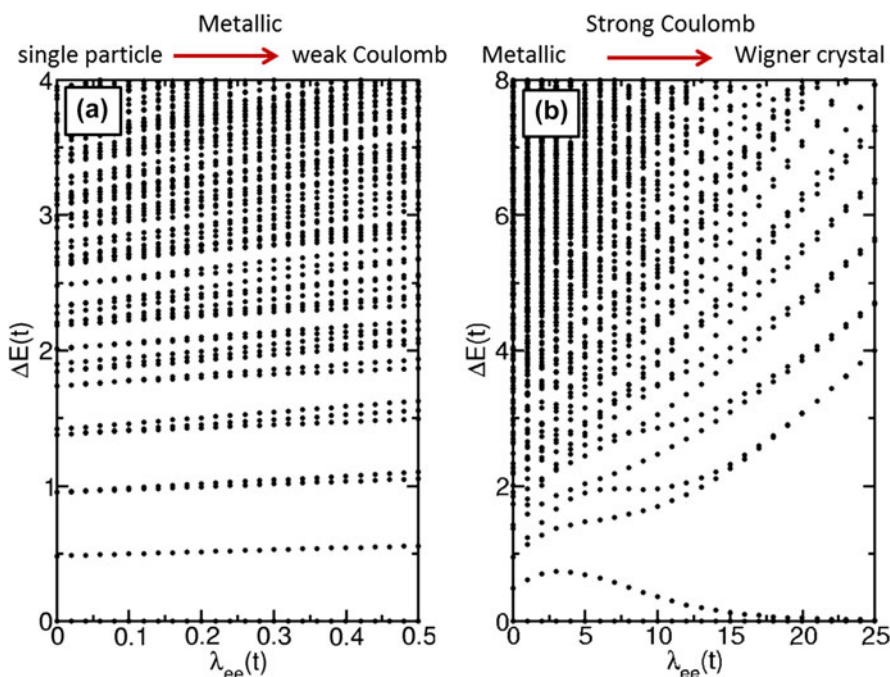 Metallic
single particle
weak Coulomb
Strong Coulomb
Metallic
Wigner crystal
(a)
4
3
2
1
0
ΔE(t)
0 0.1 0.2 0.3 0.4 0.5
λee(t)
(b)
8
6
4
2
0
ΔE(t)
0 5 10 15 20 25
λee(t)